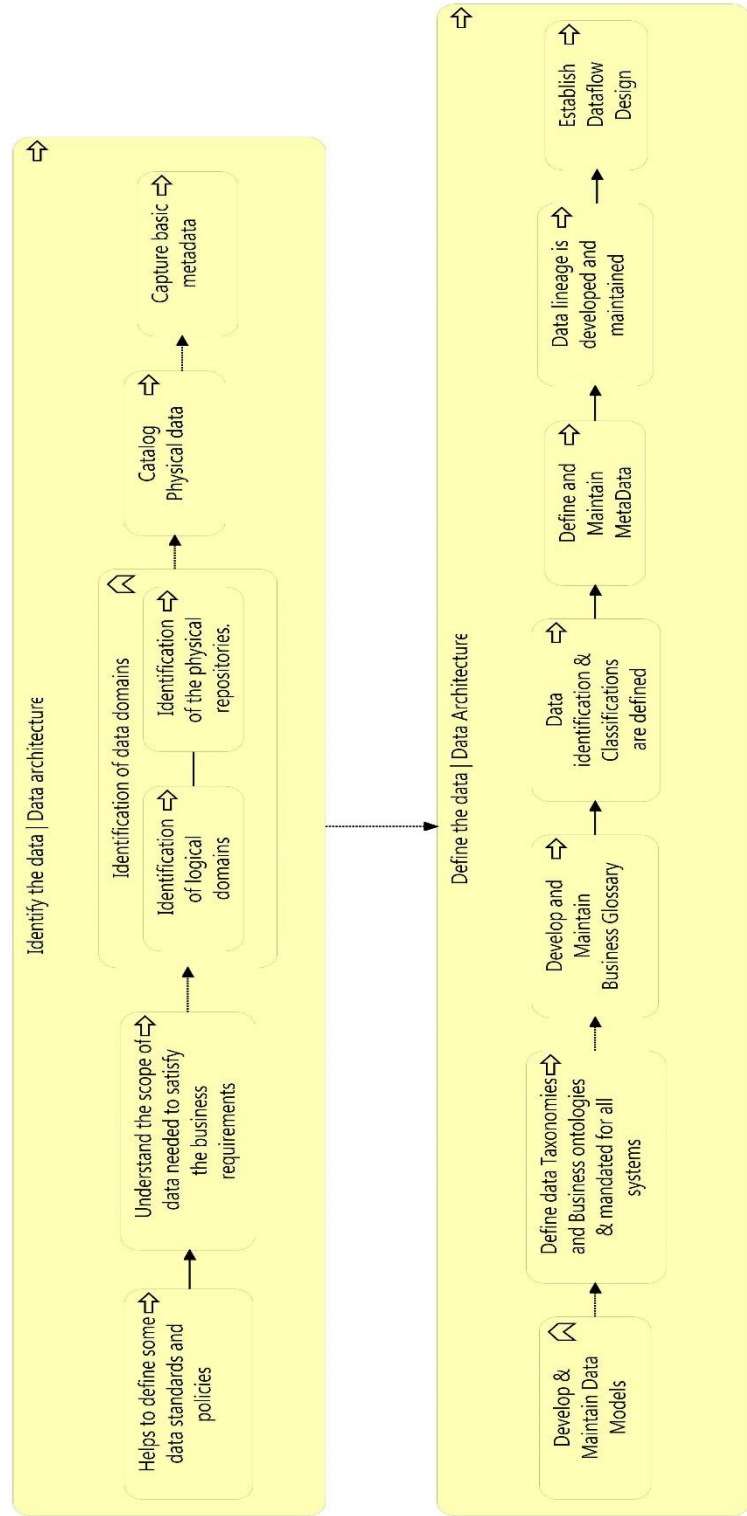 Identify the data | Data architecture
Helps to define some
data standards and
policies
Understand the scope of
data needed to satisfy
the business
requirements
Identification of data domains
Identification
of logical
domains
Identification
of the physical
repositories.
Catalog
Physical data
Capture basic
metadata
Define the data | Data Architecture
Develop &
Maintain Data
Models
Define data Taxonomies
and Business ontologies
& mandated for all
systems
Develop and
Maintain
Business Glossary
Data
identification &
Classifications
are defined
Define and
Maintain
MetaData
Data lineage is
developed and
maintained
Establish
Dataflow
Design